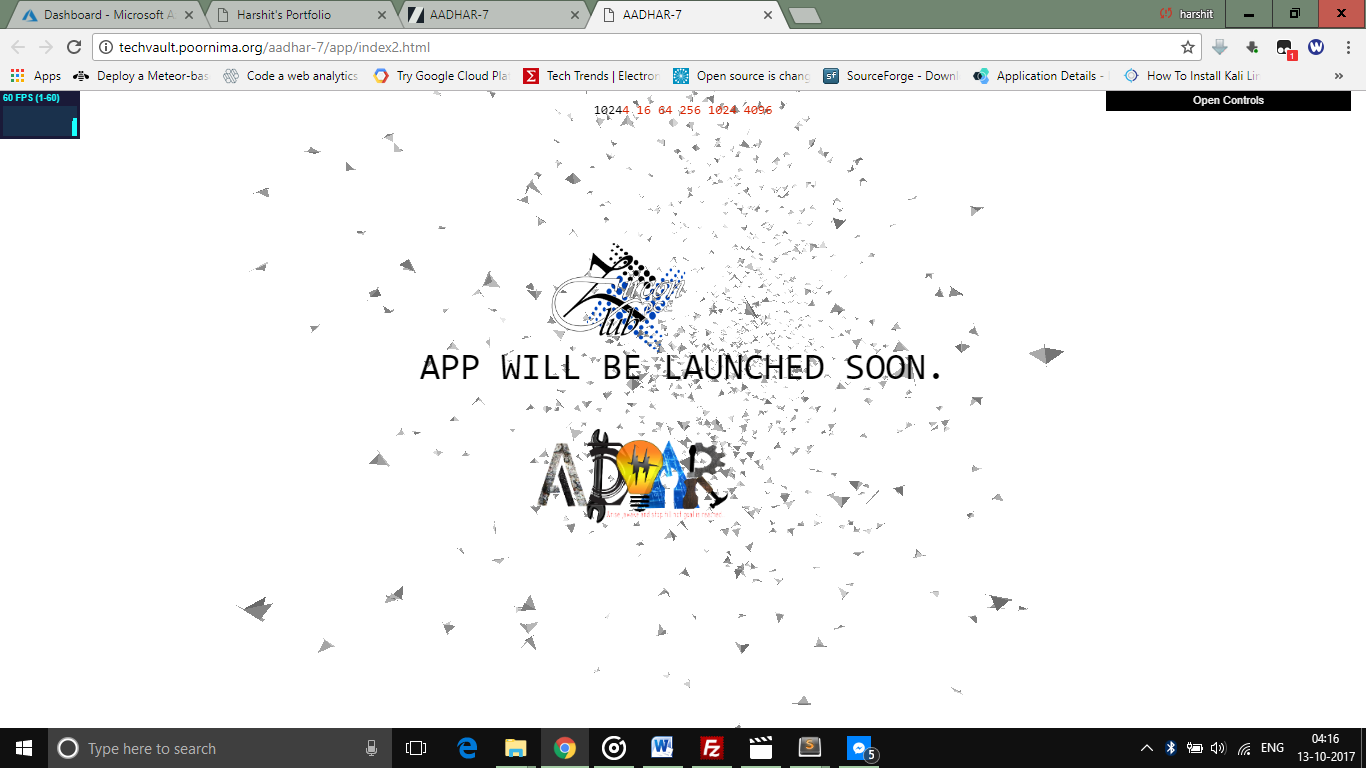 Dashboard - Microsoft A
Harshit's Portfolio
AADHAR-7
AADHAR-7
harshit
techvault.poornima.org/aadhar-7/app/index2.html
1
W
Apps
Deploy a Meteor-bas
Code a web analytics
Try Google Cloud Pla
Tech Trends | Electron
Open source is chang
SourceForge - Downl
Application Details -
How To Install Kali Lin
»
60 FPS (1-60)
10244 16 64 256 1024 4096
Open Controls
lub
APP WILL BE LAUNCHED SOON.
ADHAR
Type here to search
5
ENG
04:16
13-10-2017